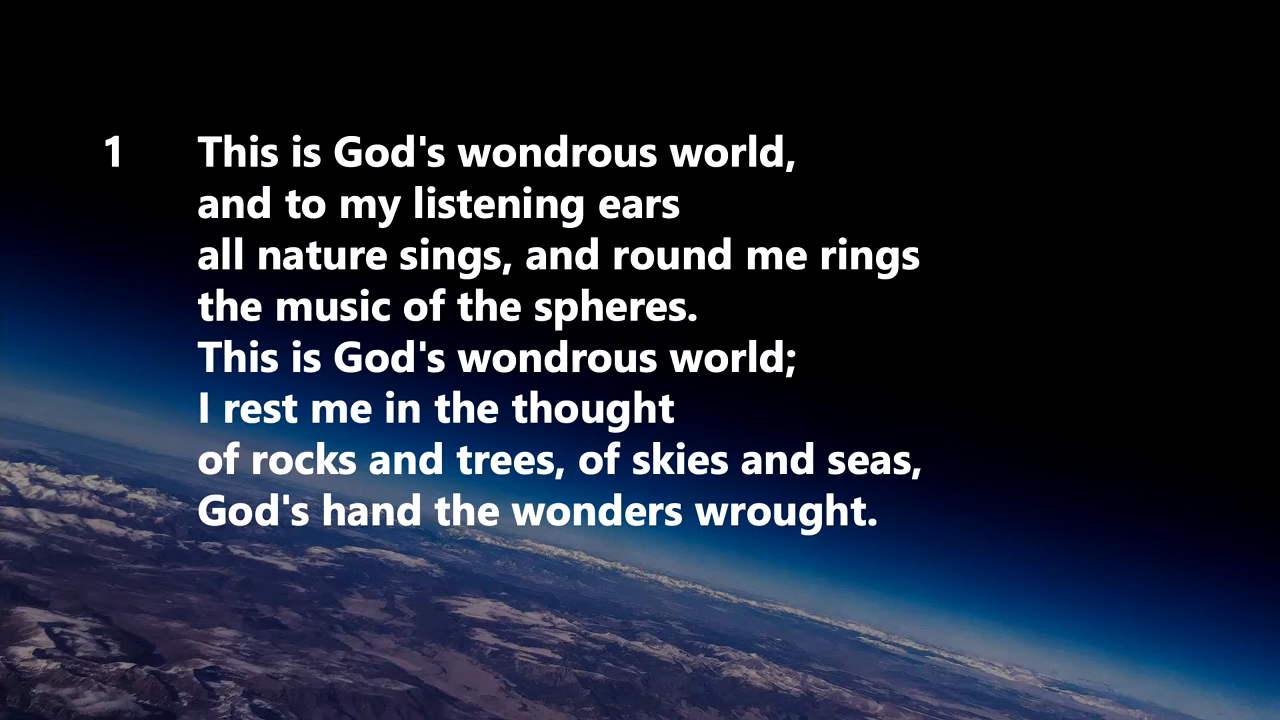 1 This is God's wondrous world,
and to my listening ears
all nature sings, and round me rings
the music of the spheres.
This is God's wondrous world;
I rest me in the thought
of rocks and trees, of skies and seas,
God's hand the wonders wrought.